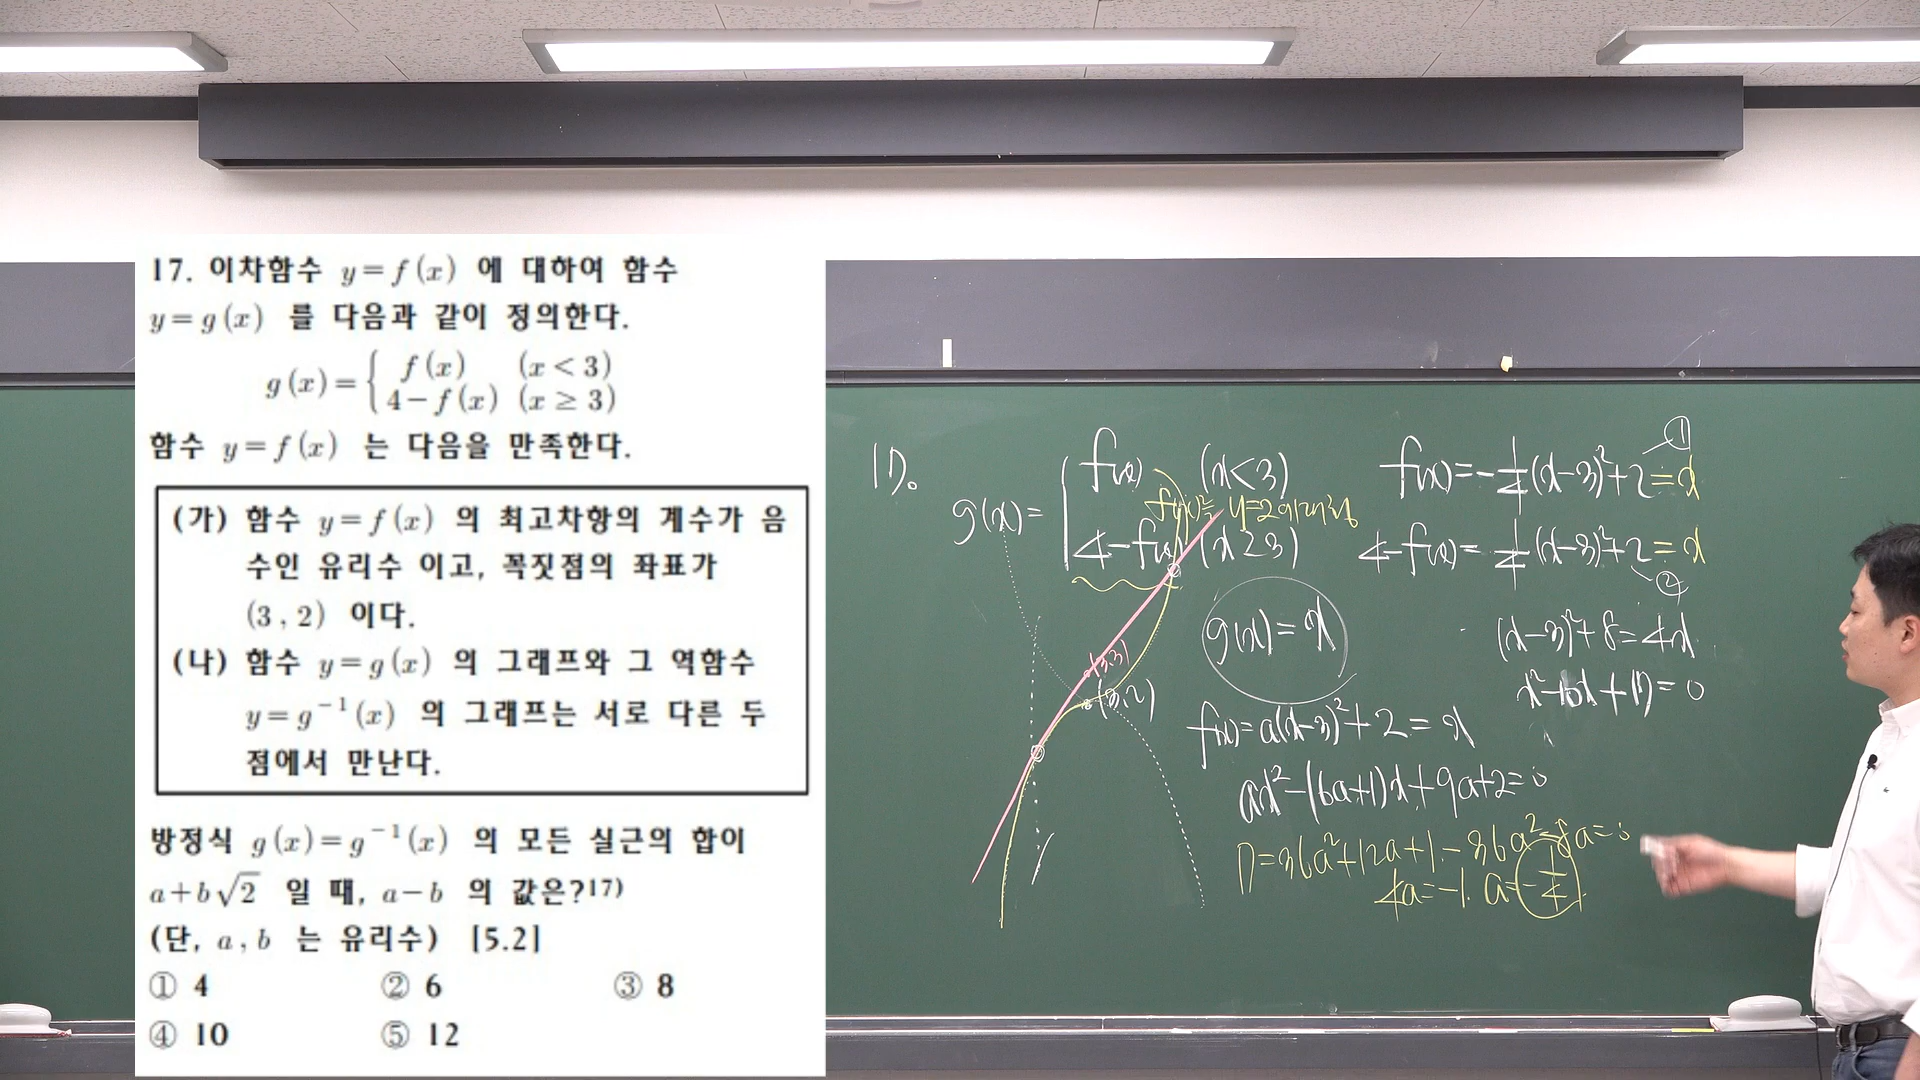 17. 이차함수 y=f(x) 에 대하여 함수
y=g(x) 를 다음과 같이 정의한다.
g(x)={ f(x) (x<3)
4-f(x) (x≥3)
함수 y=f(x) 는 다음을 만족한다.
(가) 함수 y=f(x) 의 최고차항의 계수가 음
수인 유리수 이고, 꼭짓점의 좌표가
(3, 2) 이다.
(나) 함수 y=g(x) 의 그래프와 그 역함수
y=g⁻¹(x) 의 그래프는 서로 다른 두
점에서 만난다.
방정식 g(x)=g⁻¹(x) 의 모든 실근의 합이
a+b√2 일 때, a-b 의 값은?17)
(단, a, b 는 유리수) [5.2]
① 4 ② 6 ③ 8
④ 10 ⑤ 12
17.
g(x)= { f(x) (x<3)
4-f(x) (x≥3)
g(x)=x
(3,3)
(3,2)
f(x)=a(x-3)²+2=x
ax²-(6a+1)x+9a+2=0
D=36a²+12a+1-36a²-8a=0
4a=-1. a=-1/4
f(x)=-1/4(x-3)²+2=x ①
4-f(x)=1/4(x-3)²+2=x ②
(x-3)²+8=4x
x²-10x+17=0